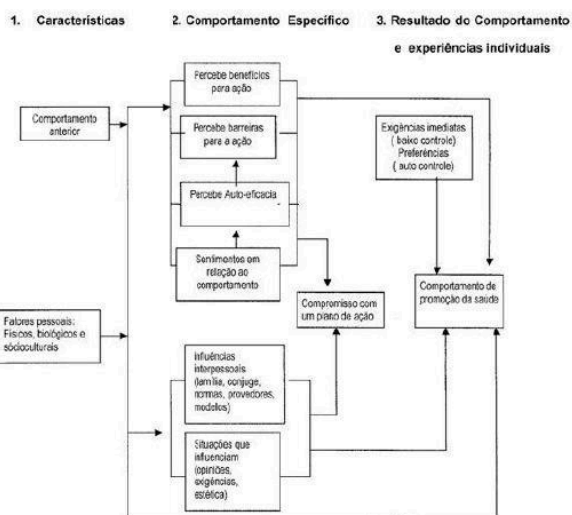 1. Características
2. Comportamento Específico
3. Resultado do Comportamento
e experiências individuais
Comportamento
anterior
Fatores pessoais:
Físicos, biológicos e
sócioculturais
Percebe benefícios
para ação
Percebe barreiras
para a ação
Percebe Auto-eficacia
Sentimentos em
relação ao
comportamento
Influências
interpessoais
(família, conjuge,
normas, provedores,
modelos)
Situações que
influenciam
(opiniões,
exigências,
estética)
Compromisso com
um plano de ação
Exigências imediatas
( baixo controle)
Preferências
( auto controle)
Comportamento de
promoção da saúde